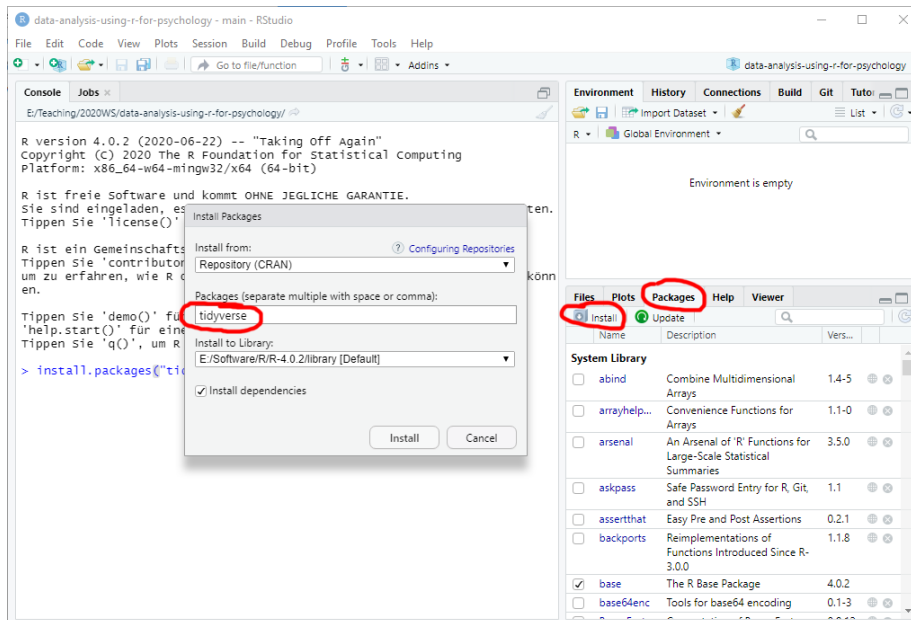 data-analysis-using-r-for-psychology - main - RStudio
File Edit Code View Plots Session Build Debug Profile Tools Help
Go to file/function Addins data-analysis-using-r-for-psychology
Console Jobs
E:/Teaching/2020WS/data-analysis-using-r-for-psychology/
R version 4.0.2 (2020-06-22) -- "Taking Off Again"
Copyright (C) 2020 The R Foundation for Statistical Computing
Platform: x86_64-w64-mingw32/x64 (64-bit)
R ist freie Software und kommt OHNE JEGLICHE GARANTIE.
Sie sind eingeladen, es ten.
Tippen Sie 'license()'
R ist ein Gemeinschafts
Tippen Sie 'contributor
um zu erfahren, wie R könn
en.
Tippen Sie 'demo()' fü
'help.start()' für eine
Tippen Sie 'q()', um R
> install.packages("tid
Install Packages
Install from: Configuring Repositories
Repository (CRAN)
Packages (separate multiple with space or comma):
tidyverse
Install to Library:
E:/Software/R/R-4.0.2/library [Default]
Install dependencies
Install Cancel
Environment History Connections Build Git Tutor
Import Dataset List
R Global Environment
Environment is empty
Files Plots Packages Help Viewer
Install Update
Name Description Vers...
System Library
abind Combine Multidimensional 1.4-5
Arrays
arrayhelp... Convenience Functions for 1.1-0
Arrays
arsenal An Arsenal of 'R' Functions for 3.5.0
Large-Scale Statistical
Summaries
askpass Safe Password Entry for R, Git, 1.1
and SSH
assertthat Easy Pre and Post Assertions 0.2.1
backports Reimplementations of 1.1.8
Functions Introduced Since R-
3.0.0
base The R Base Package 4.0.2
base64enc Tools for base64 encoding 0.1-3